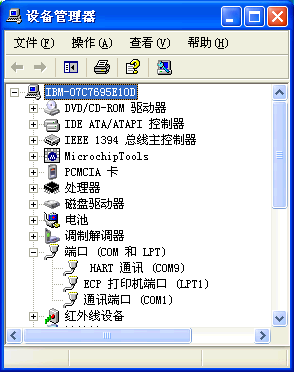 设备管理器
文件(F) 操作(A) 查看(V) 帮助(H)
IBM-07C7695E10D
DVD/CD-ROM 驱动器
IDE ATA/ATAPI 控制器
IEEE 1394 总线主控制器
MicrochipTools
PCMCIA 卡
处理器
磁盘驱动器
电池
调制解调器
端口 (COM 和 LPT)
HART 通讯 (COM9)
ECP 打印机端口 (LPT1)
通讯端口 (COM1)
红外线设备